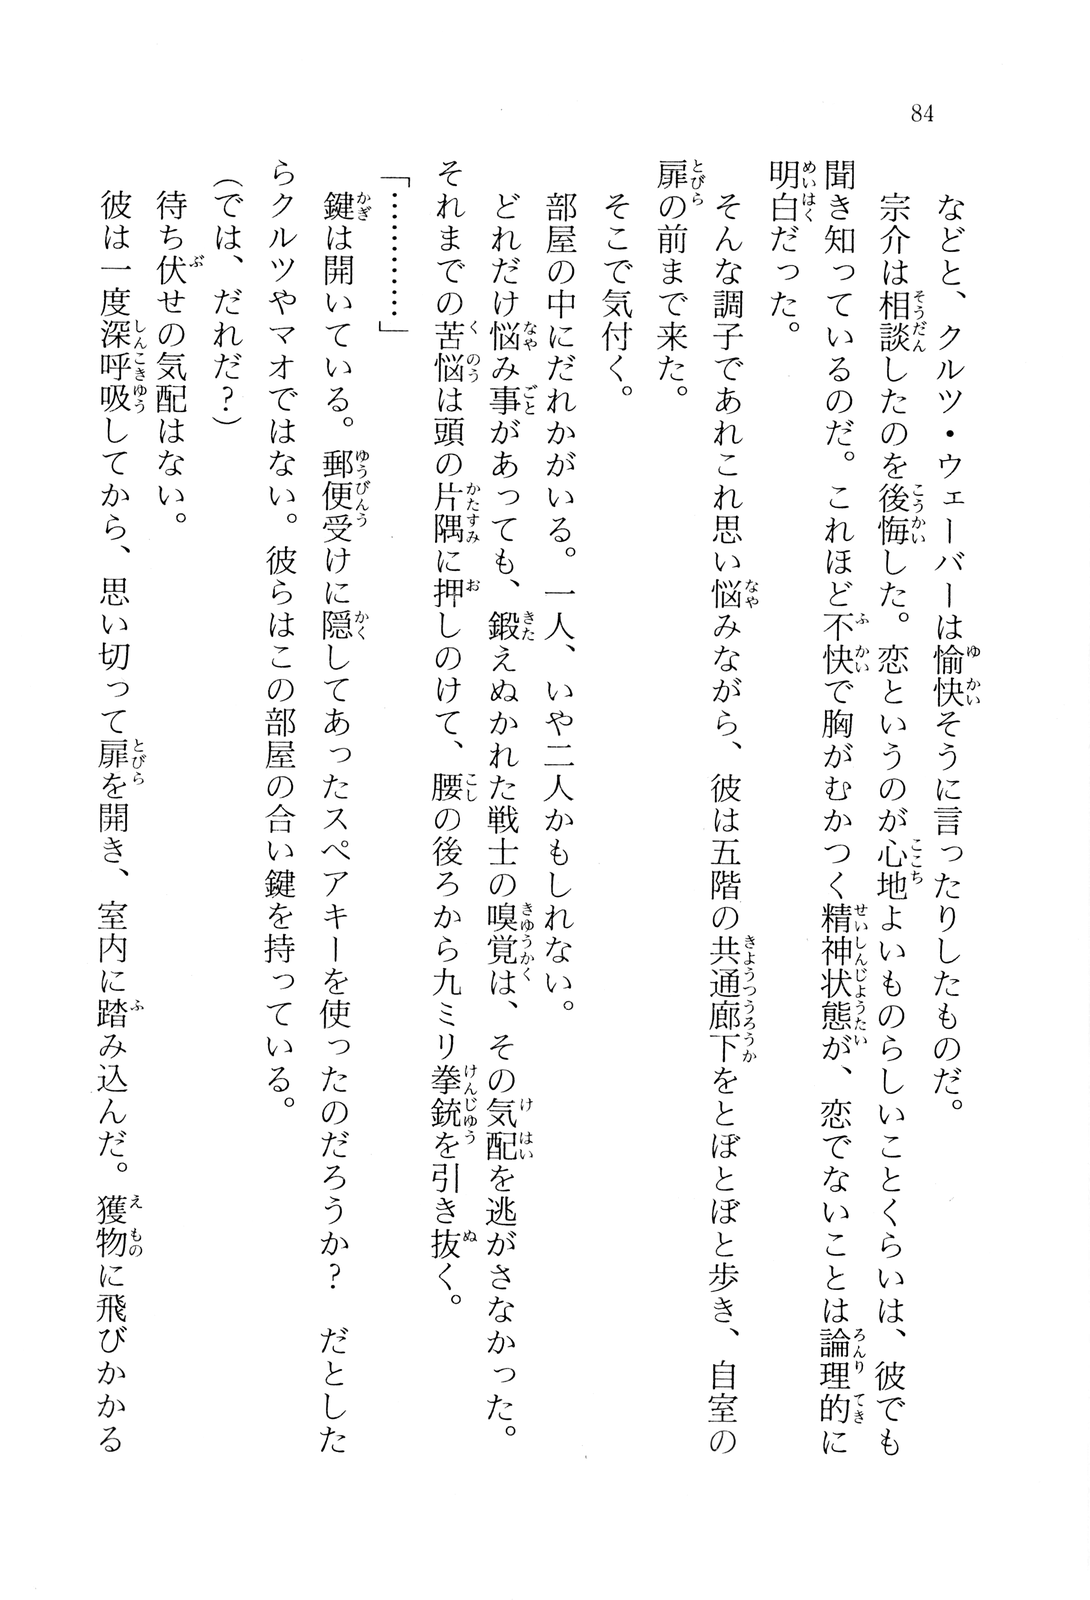 84
などと、クルツ・ウェーバーは愉快そうに言ったりしたものだ。
宗介は相談したのを後悔した。恋というのが心地よいものらしいことくらいは、彼でも
聞き知っているのだ。これほど不快で胸がむかつく精神状態が、恋でないことは論理的に
明白だった。
そんな調子であれこれ思い悩みながら、彼は五階の共通廊下をとぼとぼと歩き、自室の
扉の前まで来た。
そこで気付く。
部屋の中にだれかがいる。一人、いや二人かもしれない。
どれだけ悩み事があっても、鍛えぬかれた戦士の嗅覚は、その気配を逃がさなかった。
それまでの苦悩は頭の片隅に押しのけて、腰の後ろから九ミリ拳銃を引き抜く。
「…………」
鍵は開いている。郵便受けに隠してあったスペアキーを使ったのだろうか？　だとした
らクルツやマオではない。彼らはこの部屋の合い鍵を持っている。
（では、だれだ？）
待ち伏せの気配はない。
彼は一度深呼吸してから、思い切って扉を開き、室内に踏み込んだ。獲物に飛びかかる